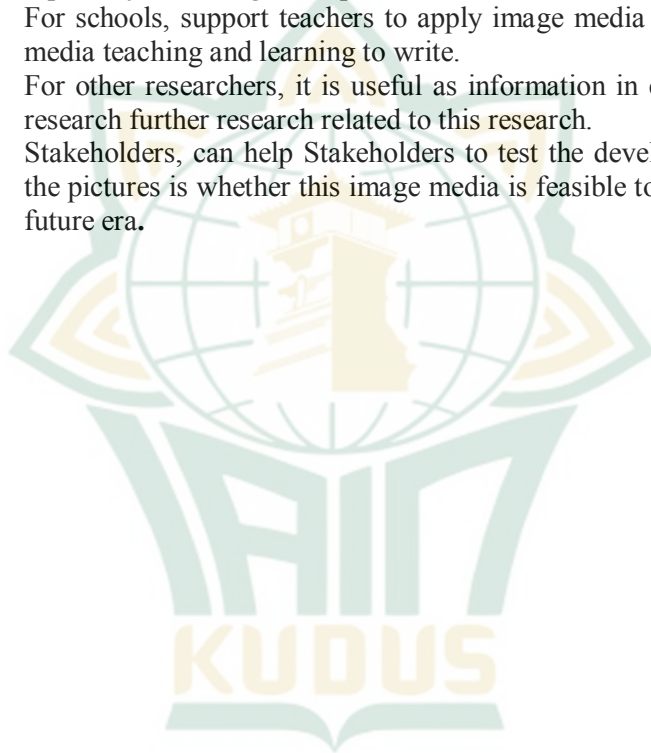 For schools, support teachers to apply image media
media teaching and learning to write.
For other researchers, it is useful as information in
research further research related to this research.
Stakeholders, can help Stakeholders to test the
the pictures is whether this image media is feasible
future era.
IAIN
KUDUS